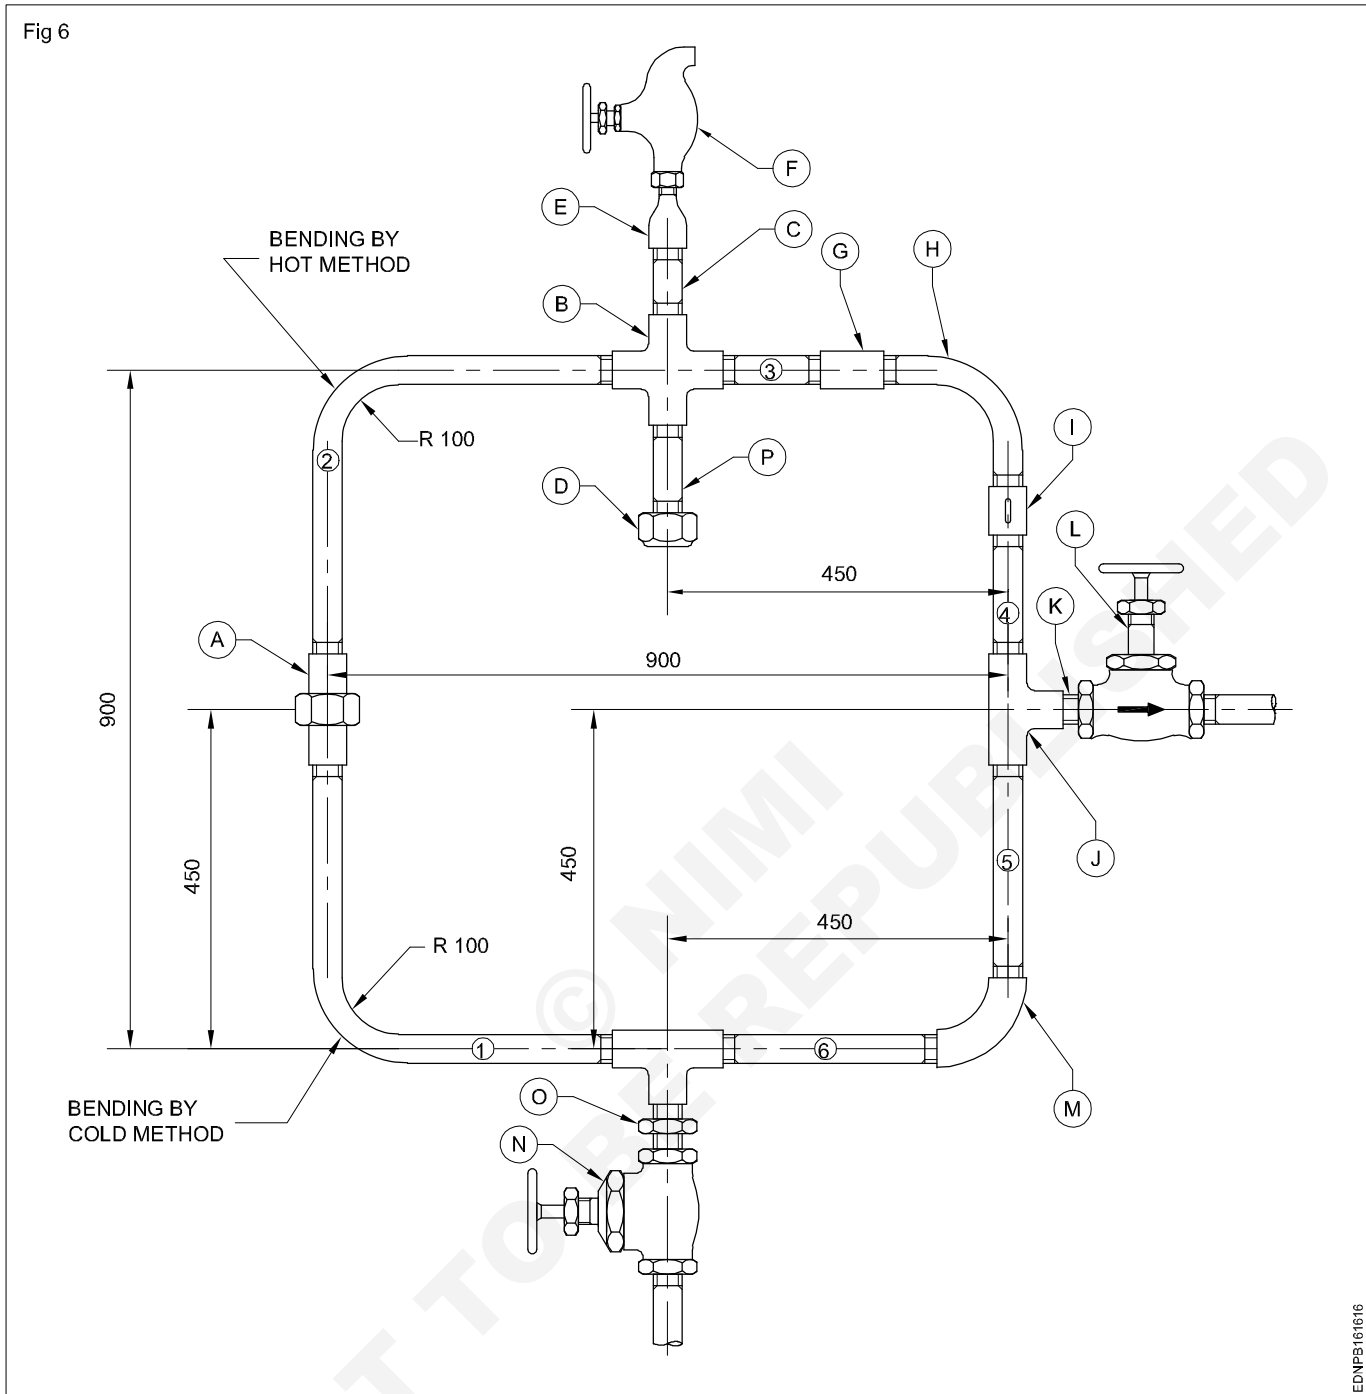 Fig 6
F
E
C
BENDING BY
HOT METHOD
G
H
B
3
R 100
I
2
P
D
L
450
4
K
A
900
900
J
5
450
450
450
R 100
1
6
BENDING BY
COLD METHOD
O
M
N
© NIMI
NOT TO BE REPUBLISHED
EDNPB161616